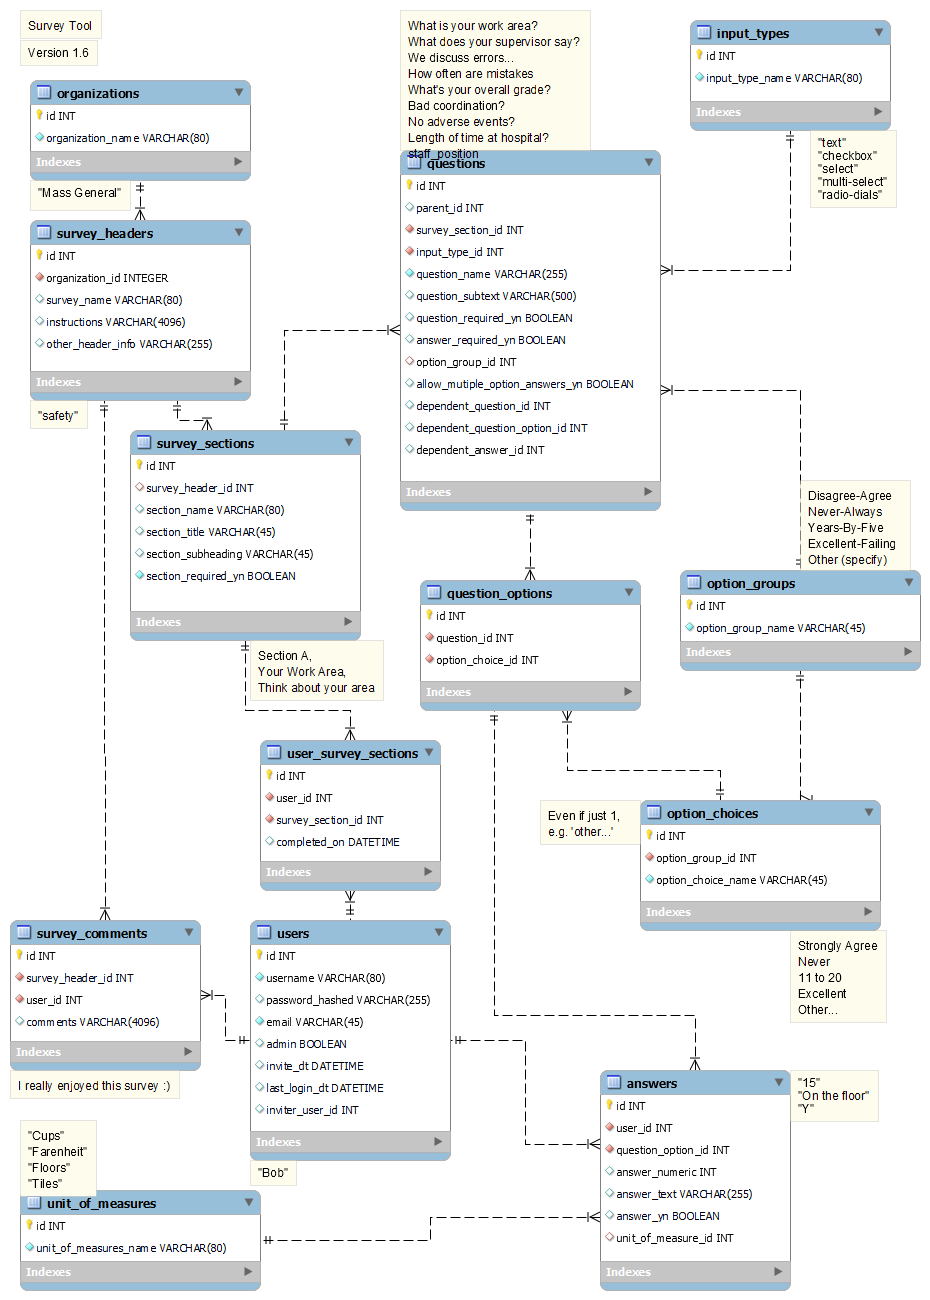 Survey Tool
Version 1.6
organizations
id INT
organization_name VARCHAR(80)
Indexes
"Mass General"
survey_headers
id INT
organization_id INTEGER
survey_name VARCHAR(80)
instructions VARCHAR(4096)
other_header_info VARCHAR(255)
Indexes
"safety"
What is your work area?
What does your supervisor say?
We discuss errors...
How often are mistakes
What's your overall grade?
Bad coordination?
No adverse events?
Length of time at hospital?
staff_position
questions
id INT
parent_id INT
survey_section_id INT
input_type_id INT
question_name VARCHAR(255)
question_subtext VARCHAR(500)
question_required_yn BOOLEAN
answer_required_yn BOOLEAN
option_group_id INT
allow_mutiple_option_answers_yn BOOLEAN
dependent_question_id INT
dependent_question_option_id INT
dependent_answer_id INT
Indexes
input_types
id INT
input_type_name VARCHAR(80)
Indexes
"text"
"checkbox"
"select"
"multi-select"
"radio-dials"
survey_sections
id INT
survey_header_id INT
section_name VARCHAR(80)
section_title VARCHAR(45)
section_subheading VARCHAR(45)
section_required_yn BOOLEAN
Indexes
Section A,
Your Work Area,
Think about your area
Disagree-Agree
Never-Always
Years-By-Five
Excellent-Failing
Other (specify)
option_groups
id INT
option_group_name VARCHAR(45)
Indexes
question_options
id INT
question_id INT
option_choice_id INT
Indexes
user_survey_sections
id INT
user_id INT
survey_section_id INT
completed_on DATETIME
Indexes
Even if just 1,
e.g. 'other...'
option_choices
id INT
option_group_id INT
option_choice_name VARCHAR(45)
Indexes
Strongly Agree
Never
11 to 20
Excellent
Other...
survey_comments
id INT
survey_header_id INT
user_id INT
comments VARCHAR(4096)
Indexes
I really enjoyed this survey :)
users
id INT
username VARCHAR(80)
password_hashed VARCHAR(255)
email VARCHAR(45)
admin BOOLEAN
invite_dt DATETIME
last_login_dt DATETIME
inviter_user_id INT
Indexes
"Bob"
answers
id INT
user_id INT
question_option_id INT
answer_numeric INT
answer_text VARCHAR(255)
answer_yn BOOLEAN
unit_of_measure_id INT
Indexes
"15"
"On the floor"
"Y"
"Cups"
"Farenheit"
"Floors"
"Tiles"
unit_of_measures
id INT
unit_of_measures_name VARCHAR(80)
Indexes